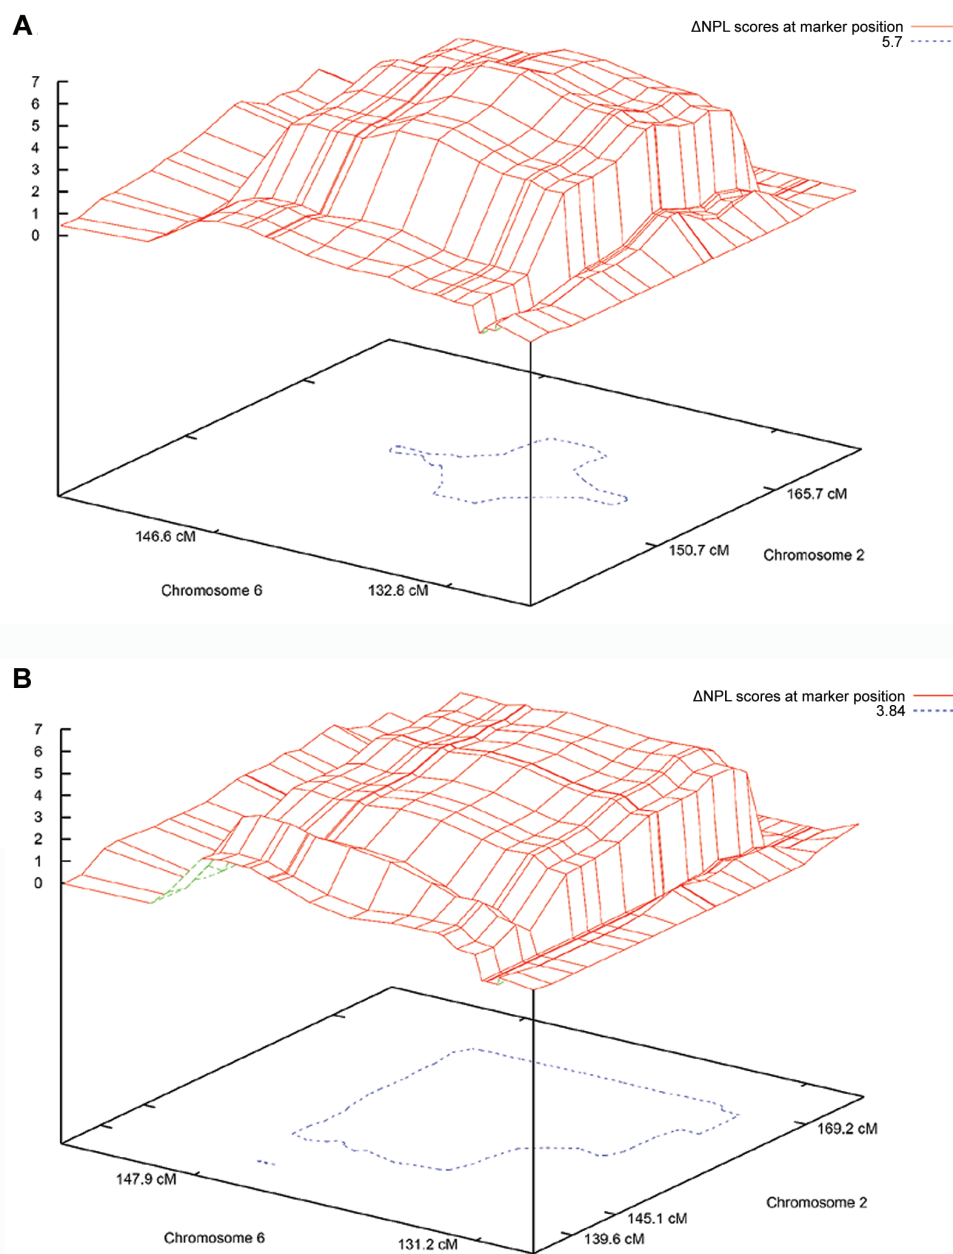 A
ΔNPL scores at marker position
5.7
7
6
5
4
3
2
1
0
165.7 cM
146.6 cM
150.7 cM
Chromosome 2
Chromosome 6
132.8 cM
B
ΔNPL scores at marker position
3.84
7
6
5
4
3
2
1
0
169.2 cM
147.9 cM
Chromosome 2
145.1 cM
Chromosome 6
139.6 cM
131.2 cM